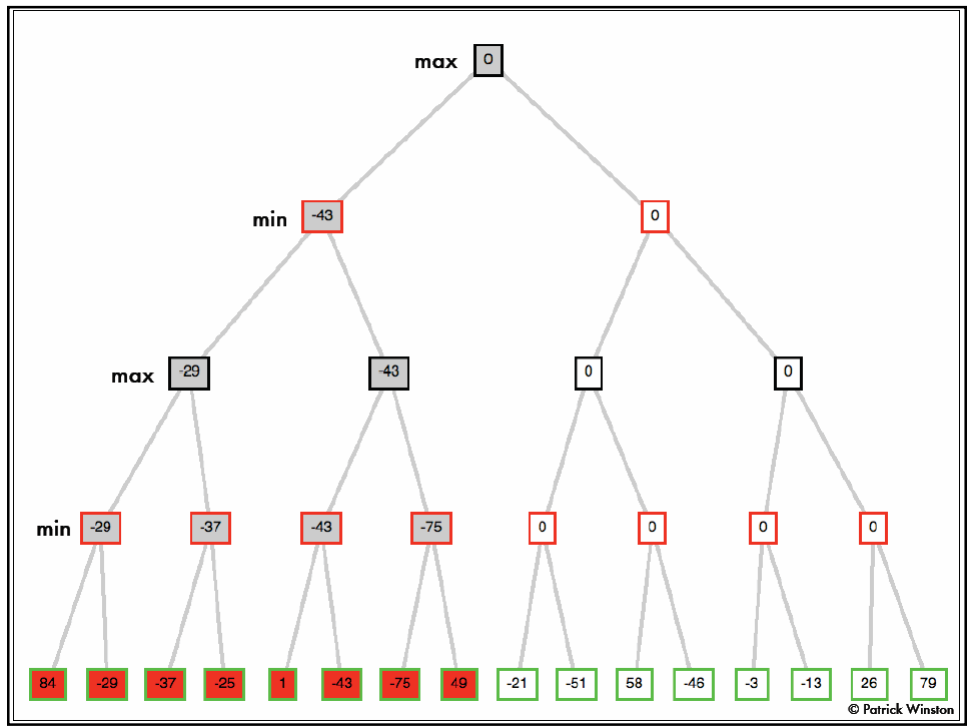 max 0
min -43 0
max -29 -43 0 0
min -29 -37 -43 -75 0 0 0 0
84 -29 -37 -25 1 -43 -75 49 -21 -51 58 -46 -3 -13 26 79
© Patrick Winston